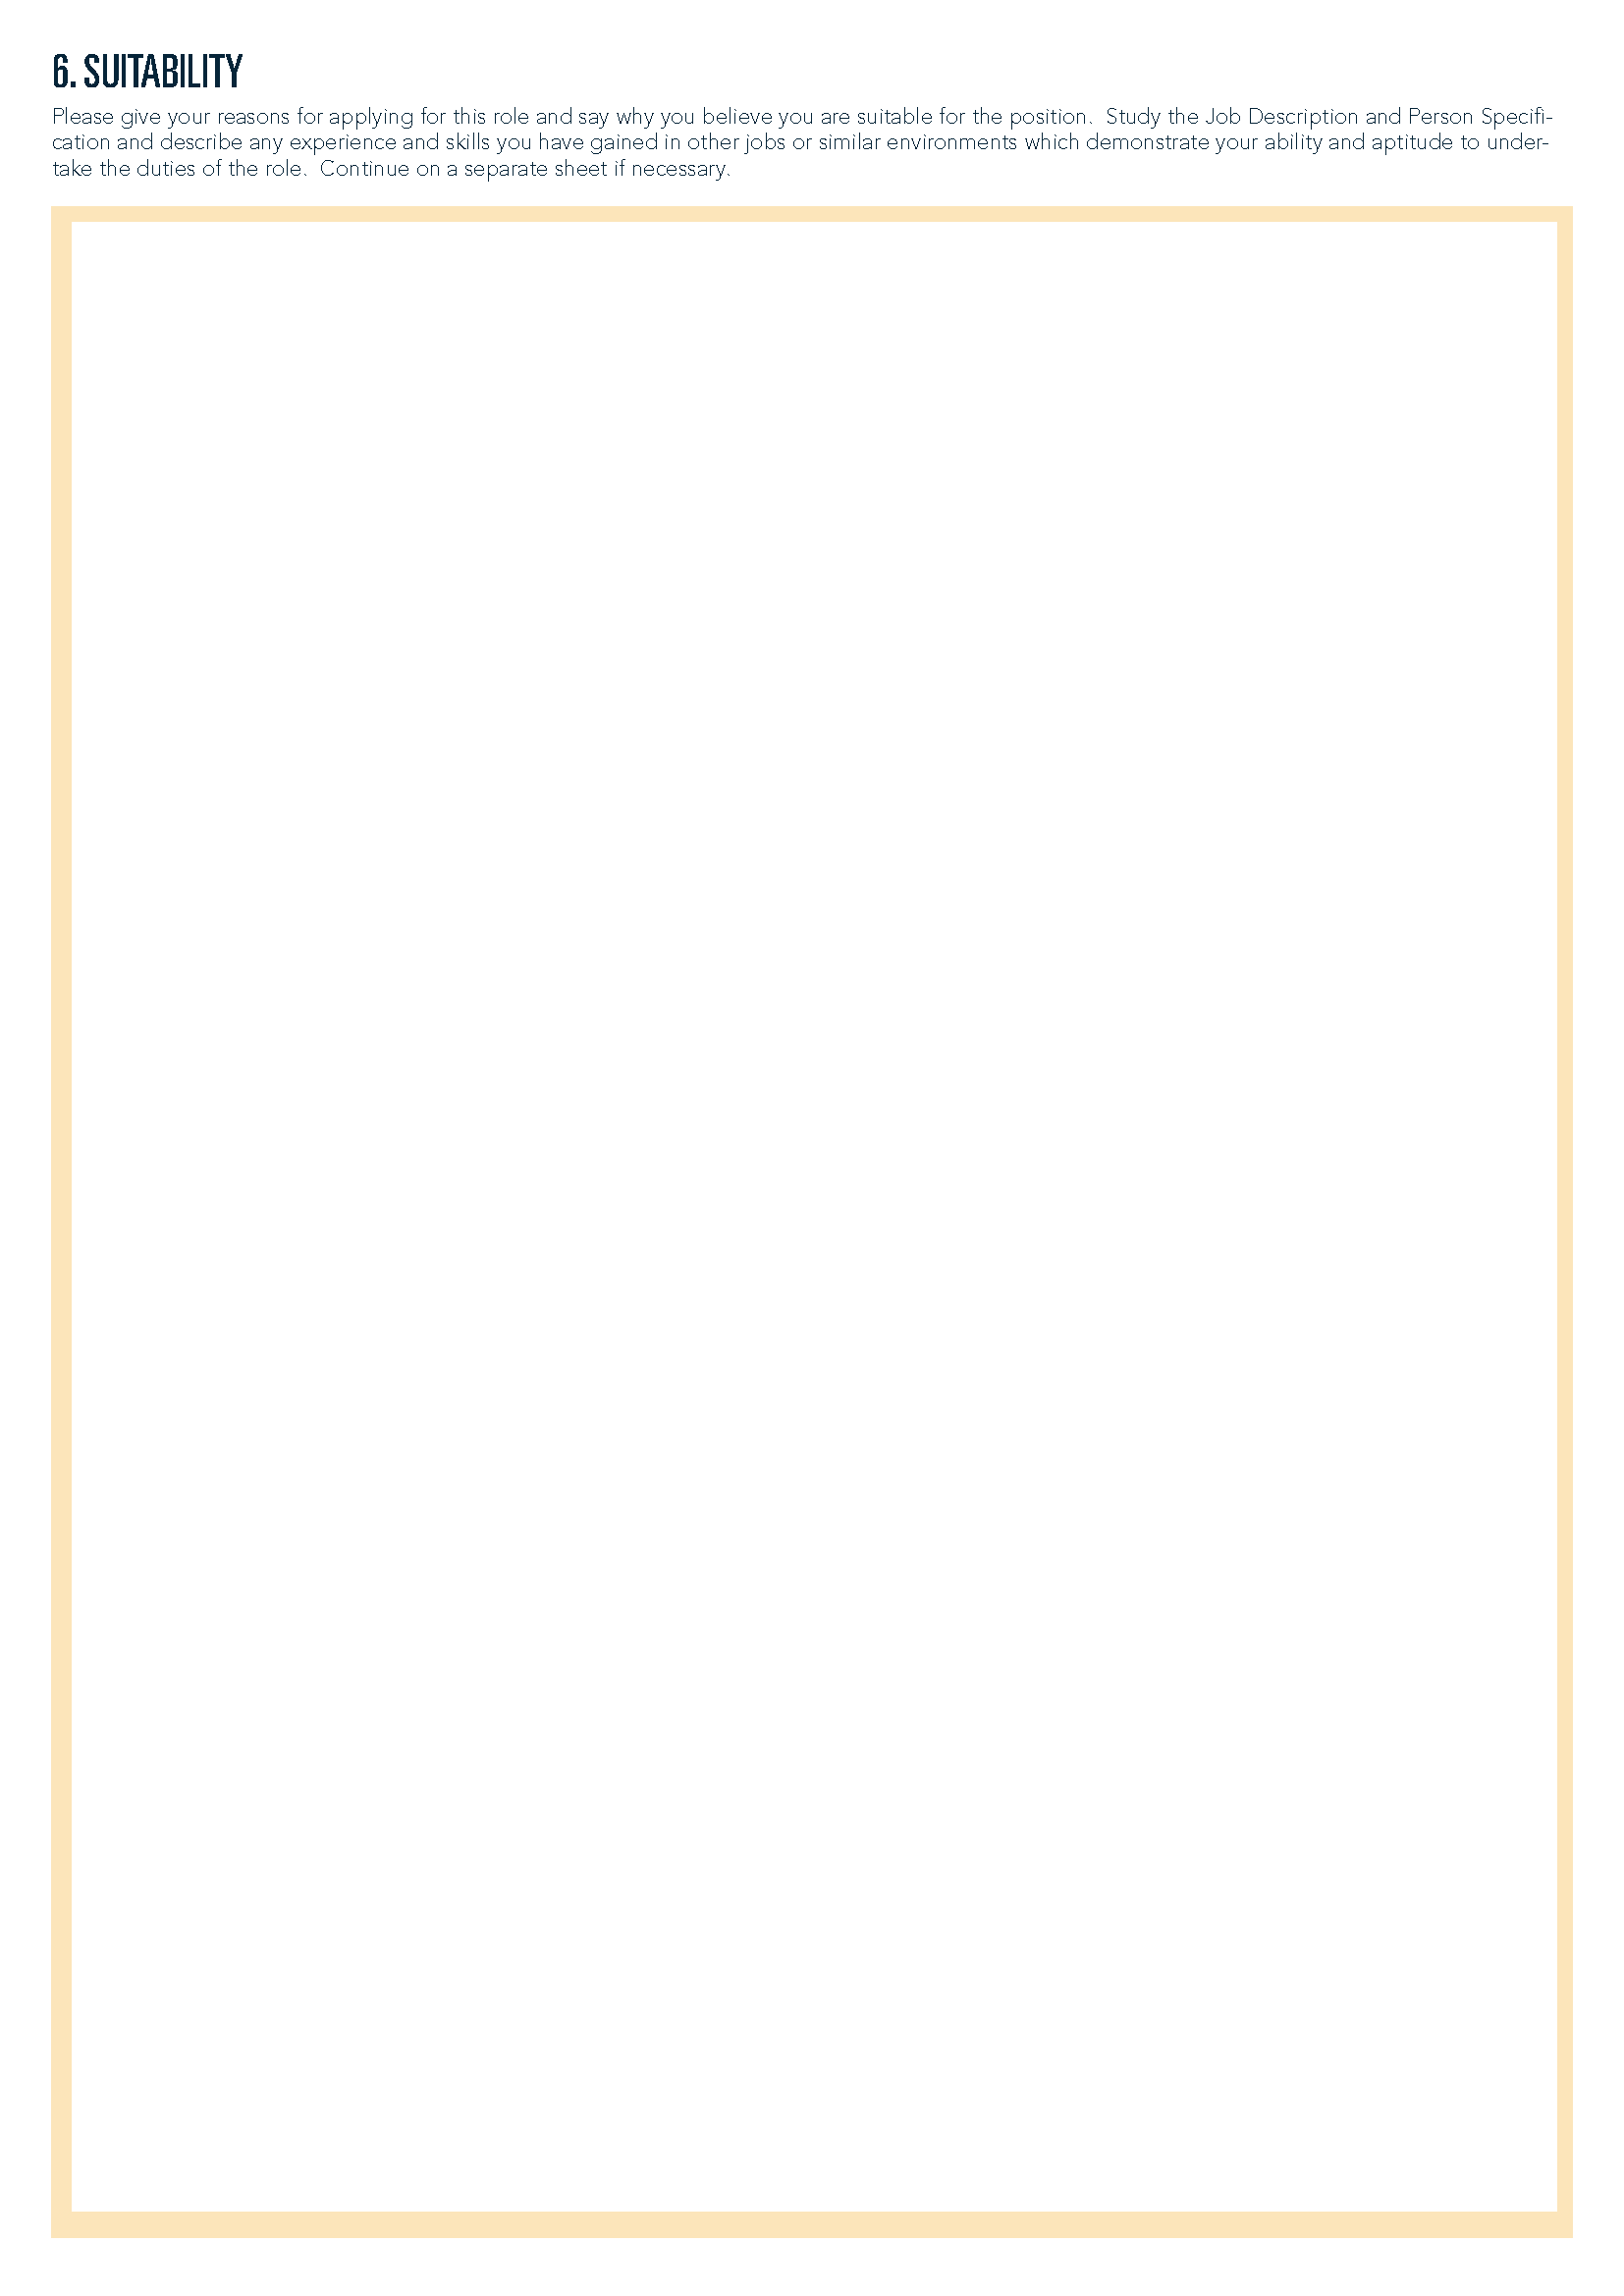 6. SUITABILITY
Please give your reasons for applying for this role and say why you believe you are suitable for the position.  Study the Job Description and Person Specifi-
cation and describe any experience and skills you have gained in other jobs or similar environments which demonstrate your ability and aptitude to under-
take the duties of the role.  Continue on a separate sheet if necessary.